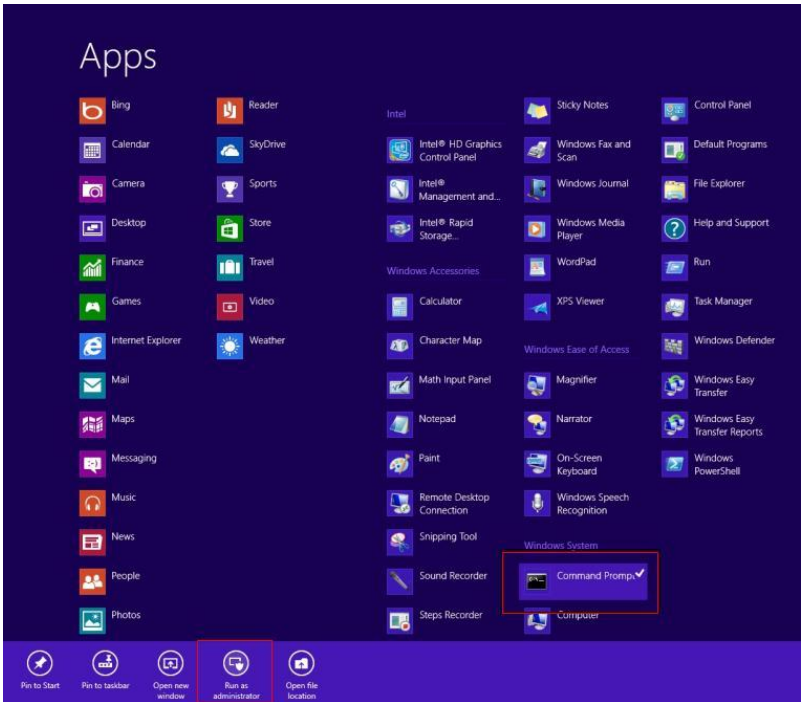 Apps
Bing
Calendar
Camera
Desktop
Finance
Games
Internet Explorer
Mail
Maps
Messaging
Music
News
People
Photos
Reader
SkyDrive
Sports
Store
Travel
Video
Weather
Intel
Intel® HD Graphics
Control Panel
Intel®
Management and...
Intel® Rapid
Storage...
Windows Accessories
Calculator
Character Map
Math Input Panel
Notepad
Paint
Remote Desktop
Connection
Snipping Tool
Sound Recorder
Steps Recorder
Sticky Notes
Windows Fax and
Scan
Windows Journal
Windows Media
Player
WordPad
XPS Viewer
Windows Ease of Access
Magnifier
Narrator
On-Screen
Keyboard
Windows Speech
Recognition
Windows System
Command Prompt
Computer
Control Panel
Default Programs
File Explorer
Help and Support
Run
Task Manager
Windows Defender
Windows Easy
Transfer
Windows Easy
Transfer Reports
Windows
PowerShell
Pin to Start
Pin to taskbar
Open new
window
Run as
administrator
Open file
location